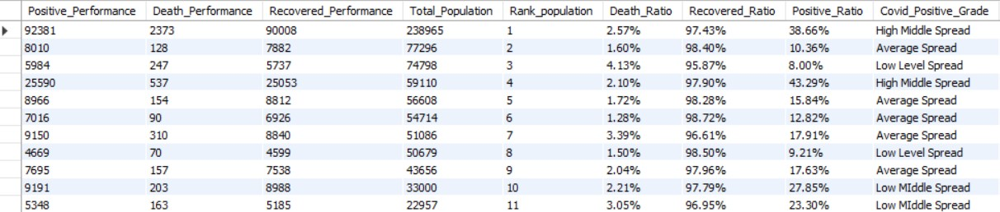 Positive_Performance Death_Performance Recovered_Performance Total_Population Rank_population Death_Ratio Recovered_Ratio Positive_Ratio Covid_Positive_Grade
92381 2373 90008 238965 1 2.57% 97.43% 38.66% High Middle Spread
8010 128 7882 77296 2 1.60% 98.40% 10.36% Average Spread
5984 247 5737 74798 3 4.13% 95.87% 8.00% Low Level Spread
25590 537 25053 59110 4 2.10% 97.90% 43.29% High Middle Spread
8966 154 8812 56608 5 1.72% 98.28% 15.84% Average Spread
7016 90 6926 54714 6 1.28% 98.72% 12.82% Average Spread
9150 310 8840 51086 7 3.39% 96.61% 17.91% Average Spread
4669 70 4599 50679 8 1.50% 98.50% 9.21% Low Level Spread
7695 157 7538 43656 9 2.04% 97.96% 17.63% Average Spread
9191 203 8988 33000 10 2.21% 97.79% 27.85% Low MIddle Spread
5348 163 5185 22957 11 3.05% 96.95% 23.30% Low MIddle Spread